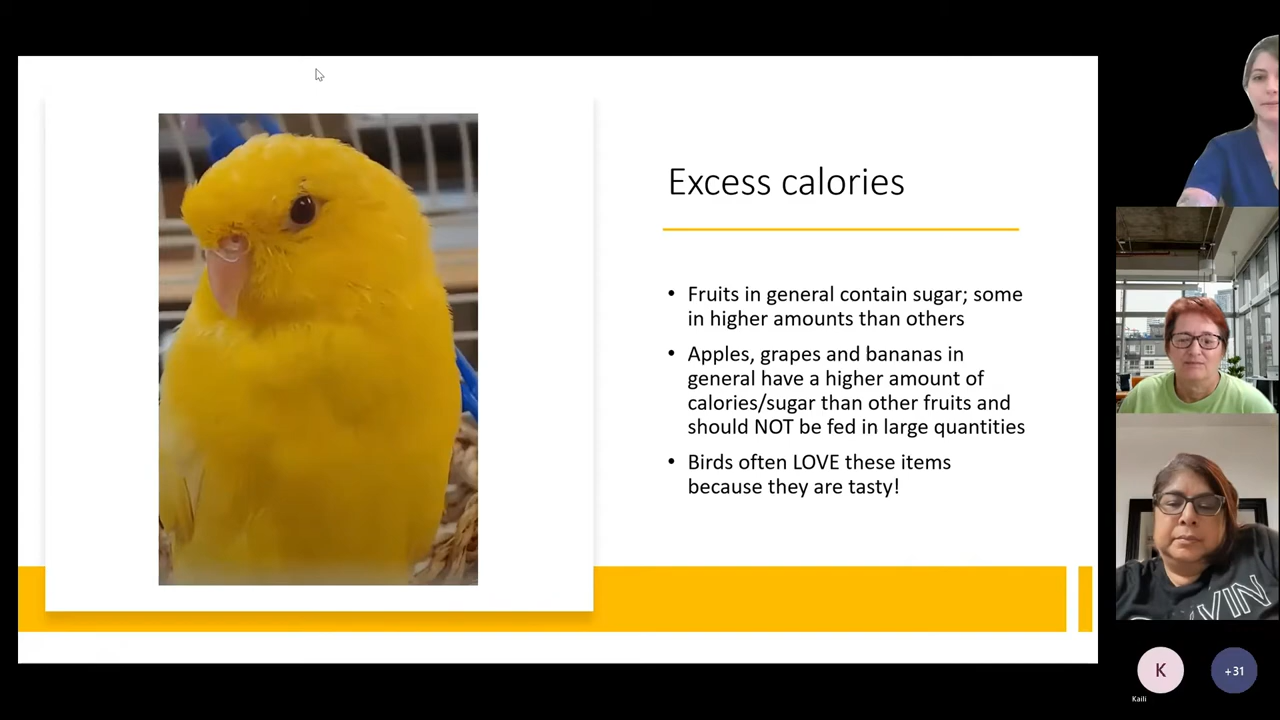 Excess calories
• Fruits in general contain sugar; some
in higher amounts than others
• Apples, grapes and bananas in
general have a higher amount of
calories/sugar than other fruits and
should NOT be fed in large quantities
• Birds often LOVE these items
because they are tasty!
K
+31
Kaili